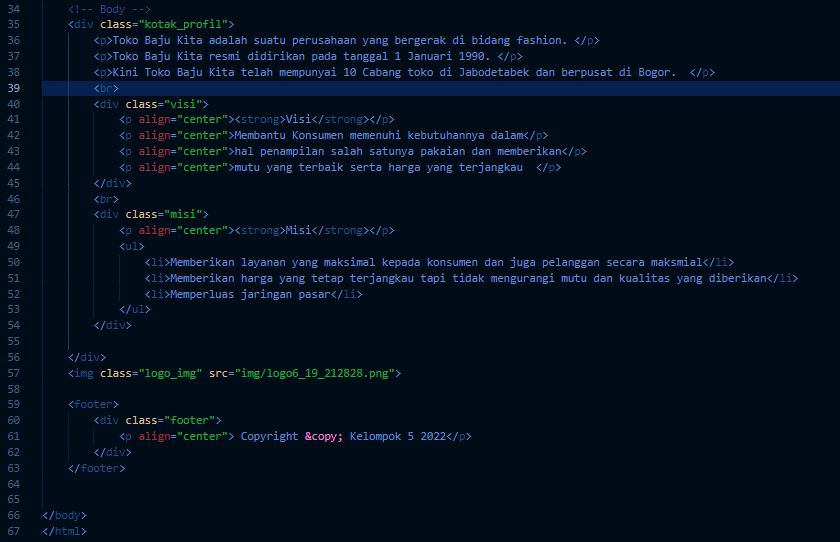 34 <!-- Body -->
35 <div class="kotak_profil">
36 <p>Toko Baju Kita adalah suatu perusahaan yang bergerak di bidang fashion. </p>
37 <p>Toko Baju Kita resmi didirikan pada tanggal 1 Januari 1990. </p>
38 <p>Kini Toko Baju Kita telah mempunyai 10 Cabang toko di Jabodetabek dan berpusat di Bogor.  </p>
39 <br>
40 <div class="visi">
41 <p align="center"><strong>Visi</strong></p>
42 <p align="center">Membantu Konsumen memenuhi kebutuhannya dalam</p>
43 <p align="center">hal penampilan salah satunya pakaian dan memberikan</p>
44 <p align="center">mutu yang terbaik serta harga yang terjangkau  </p>
45 </div>
46 <br>
47 <div class="misi">
48 <p align="center"><strong>Misi</strong></p>
49 <ul>
50 <li>Memberikan layanan yang maksimal kepada konsumen dan juga pelanggan secara maksmial</li>
51 <li>Memberikan harga yang tetap terjangkau tapi tidak mengurangi mutu dan kualitas yang diberikan</li>
52 <li>Memperluas jaringan pasar</li>
53 </ul>
54 </div>
55
56 </div>
57 <img class="logo_img" src="img/logo6_19_212828.png">
58
59 <footer>
60 <div class="footer">
61 <p align="center"> Copyright &copy; Kelompok 5 2022</p>
62 </div>
63 </footer>
64
65
66 </body>
67 </html>